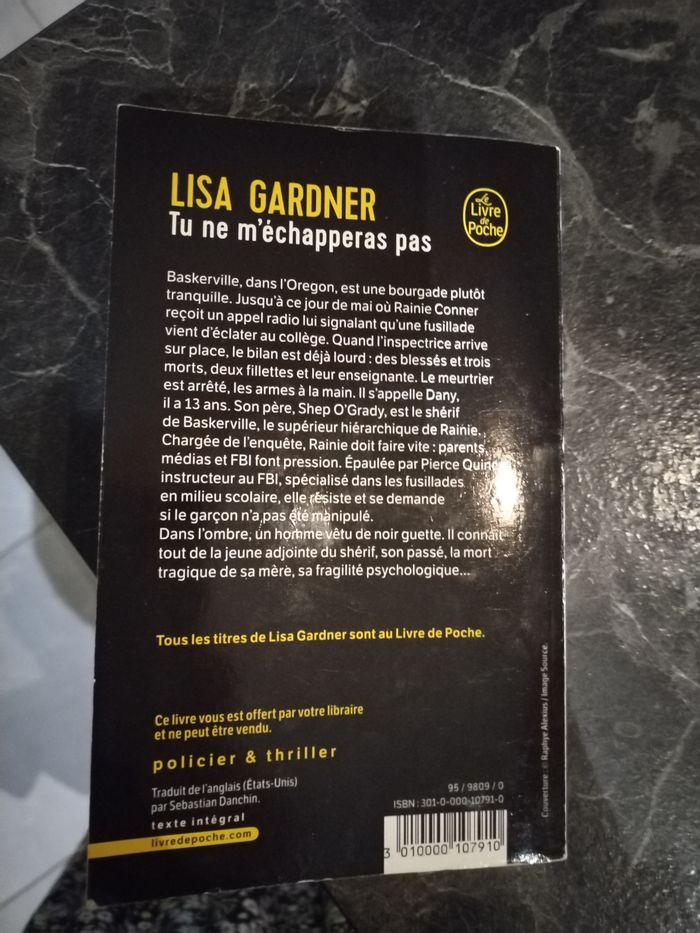 LISA GARDNER
Tu ne m'échapperas pas
Le
Livre
de
Poche
Baskerville, dans l'Oregon, est une bourgade plutôt
tranquille. Jusqu'à ce jour de mai où Rainie Conner
reçoit un appel radio lui signalant qu'une fusillade
vient d'éclater au collège. Quand l'inspectrice arrive
sur place, le bilan est déjà lourd : des blessés et trois
morts, deux fillettes et leur enseignante. Le meurtrier
est arrêté, les armes à la main. Il s'appelle Dany,
il a 13 ans. Son père, Shep O'Grady, est le shérif
de Baskerville, le supérieur hiérarchique de Rainie.
Chargée de l'enquête, Rainie doit faire vite : parents,
médias et FBI font pression. Épaulée par Pierce Quincy,
instructeur au FBI, spécialisé dans les fusillades
en milieu scolaire, elle résiste et se demande
si le garçon n'a pas été manipulé.
Dans l'ombre, un homme vêtu de noir guette. Il connaît
tout de la jeune adjointe du shérif, son passé, la mort
tragique de sa mère, sa fragilité psychologique...
Tous les titres de Lisa Gardner sont au Livre de Poche.
Ce livre vous est offert par votre libraire
et ne peut être vendu.
policier & thriller
Traduit de l'anglais (États-Unis)
par Sebastian Danchin.
texte intégral
livredepoche.com
95 / 9809 / 0
ISBN : 301-0-000-10791-0
3 010000 107910
Couverture : © Raphye Alexius / Image Source.